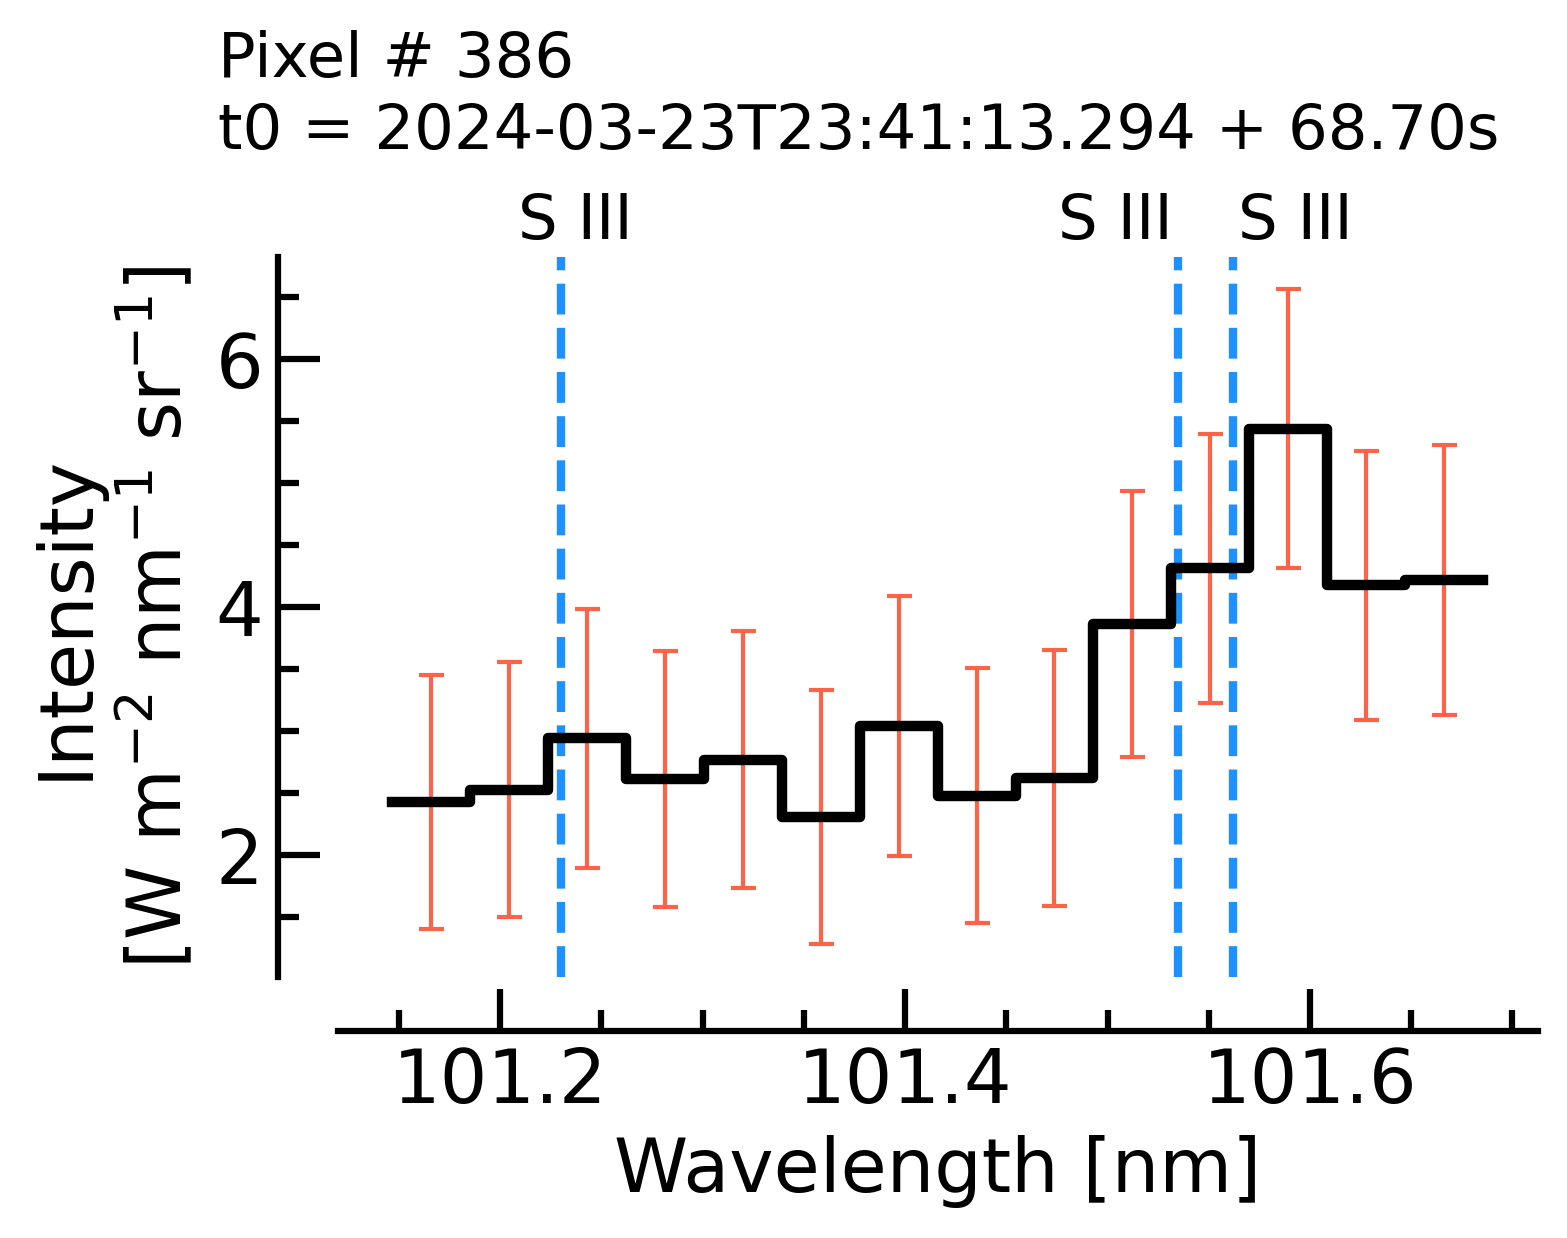 Pixel # 386
t0 = 2024-03-23T23:41:13.294 + 68.70s
S III S III S III
Intensity
[W m⁻² nm⁻¹ sr⁻¹]
6
4
2
101.2 101.4 101.6
Wavelength [nm]